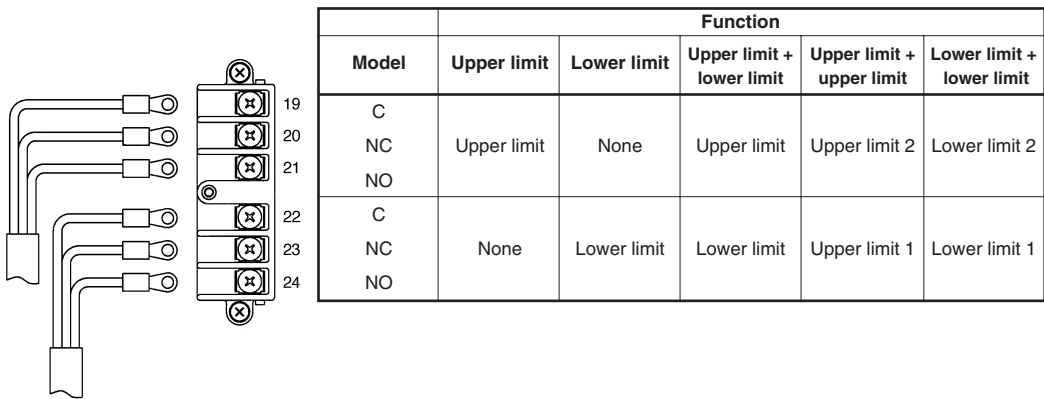 Function
Model Upper limit Lower limit Upper limit + lower limit Upper limit + upper limit Lower limit + lower limit
19 C
20 NC Upper limit None Upper limit Upper limit 2 Lower limit 2
21 NO
22 C
23 NC None Lower limit Lower limit Upper limit 1 Lower limit 1
24 NO